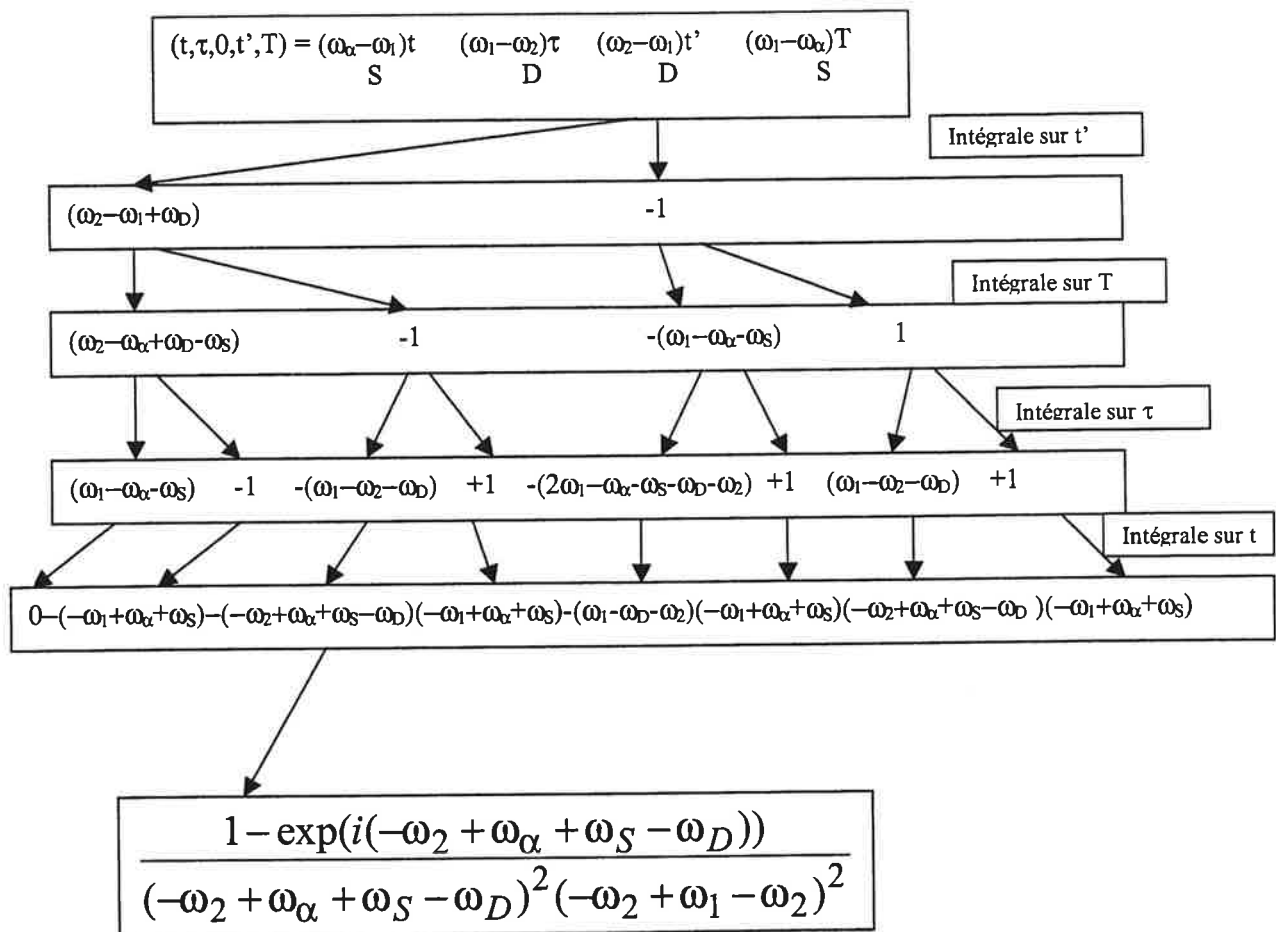 (t,τ,0,t',T) = (ωα−ω1)t (ω1−ω2)τ (ω2−ω1)t' (ω1−ωα)T
S D D S
Intégrale sur t'
(ω2−ω1+ωD) -1
Intégrale sur T
(ω2−ωα+ωD-ωS) -1 -(ω1−ωα-ωS) 1
Intégrale sur τ
(ω1−ωα-ωS) -1 -(ω1−ω2−ωD) +1 -(2ω1−ωα-ωS-ωD-ω2) +1 (ω1−ω2−ωD) +1
Intégrale sur t
0−(−ω1+ωα+ωS)−(−ω2+ωα+ωS−ωD)(−ω1+ωα+ωS)-(ω1-ωD-ω2)(−ω1+ωα+ωS)(−ω2+ωα+ωS−ωD )(−ω1+ωα+ωS)
1−exp(i(−ω2 + ωα + ωS − ωD))
(−ω2 + ωα + ωS − ωD)² (−ω2 + ω1 − ω2)²